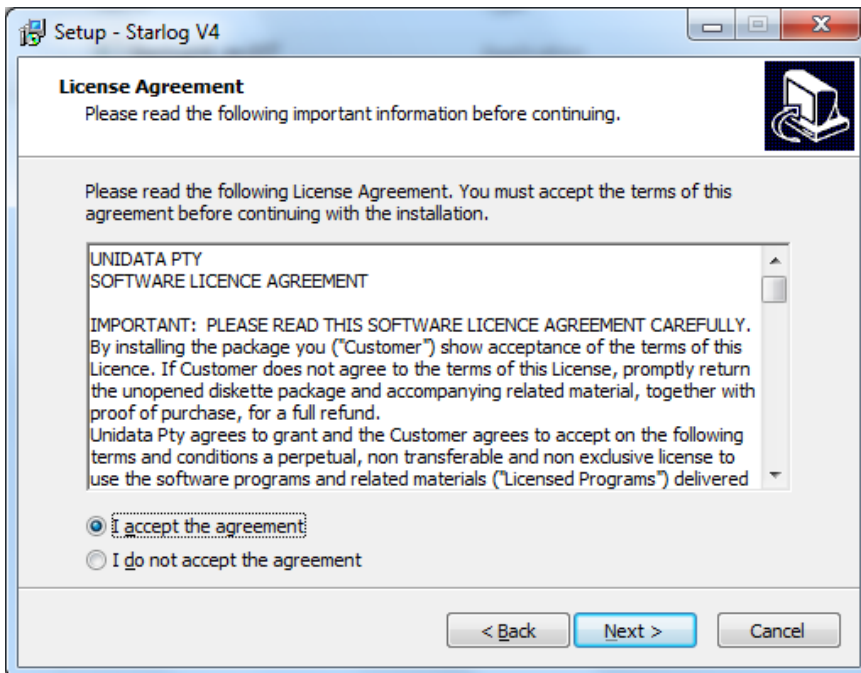 Setup - Starlog V4
License Agreement
Please read the following important information before continuing.
Please read the following License Agreement. You must accept the terms of this
agreement before continuing with the installation.
UNIDATA PTY
SOFTWARE LICENCE AGREEMENT
IMPORTANT:  PLEASE READ THIS SOFTWARE LICENCE AGREEMENT CAREFULLY.
By installing the package you ("Customer") show acceptance of the terms of this
Licence. If Customer does not agree to the terms of this License, promptly return
the unopened diskette package and accompanying related material, together with
proof of purchase, for a full refund.
Unidata Pty agrees to grant and the Customer agrees to accept on the following
terms and conditions a perpetual, non transferable and non exclusive license to
use the software programs and related materials ("Licensed Programs") delivered
I accept the agreement
I do not accept the agreement
< Back
Next >
Cancel